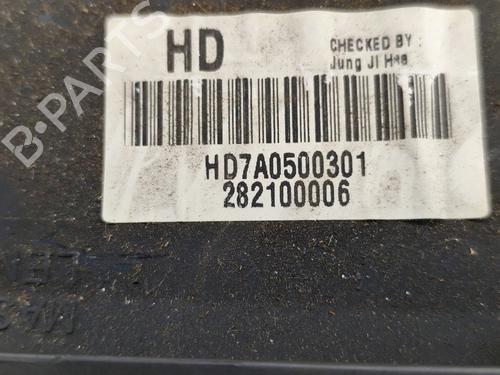 HD
CHECKED BY :
Jung Ji Hee
HD7A0500301
282100006
B-PARTS